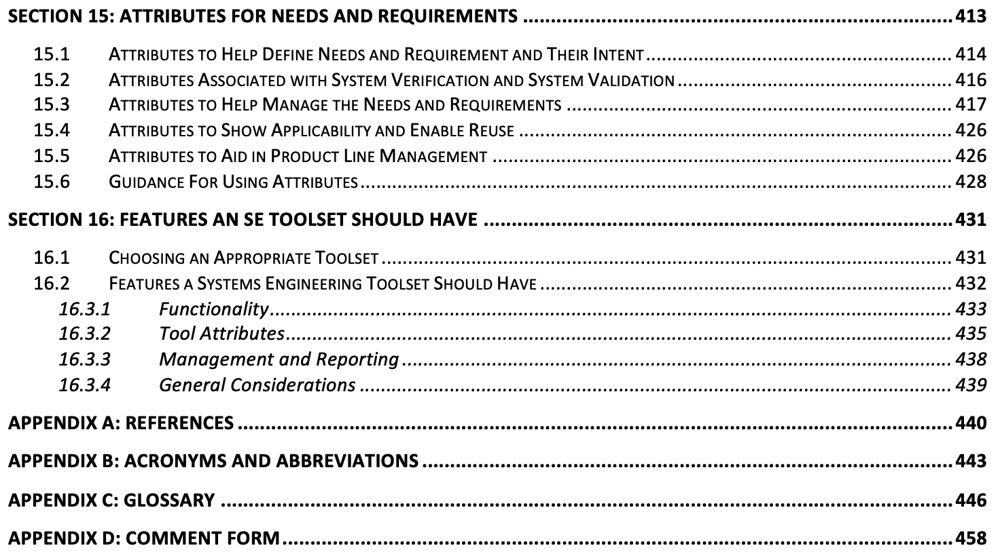 SECTION 15: ATTRIBUTES FOR NEEDS AND REQUIREMENTS ........ 413
15.1 Attributes to Help Define Needs and Requirement and Their Intent ........ 414
15.2 Attributes Associated with System Verification and System Validation ........ 416
15.3 Attributes to Help Manage the Needs and Requirements ........ 417
15.4 Attributes to Show Applicability and Enable Reuse ........ 426
15.5 Attributes to Aid in Product Line Management ........ 426
15.6 Guidance For Using Attributes ........ 428
SECTION 16: FEATURES AN SE TOOLSET SHOULD HAVE ........ 431
16.1 Choosing an Appropriate Toolset ........ 431
16.2 Features a Systems Engineering Toolset Should Have ........ 432
16.3.1 Functionality ........ 433
16.3.2 Tool Attributes ........ 435
16.3.3 Management and Reporting ........ 438
16.3.4 General Considerations ........ 439
APPENDIX A: REFERENCES ........ 440
APPENDIX B: ACRONYMS AND ABBREVIATIONS ........ 443
APPENDIX C: GLOSSARY ........ 446
APPENDIX D: COMMENT FORM ........ 458